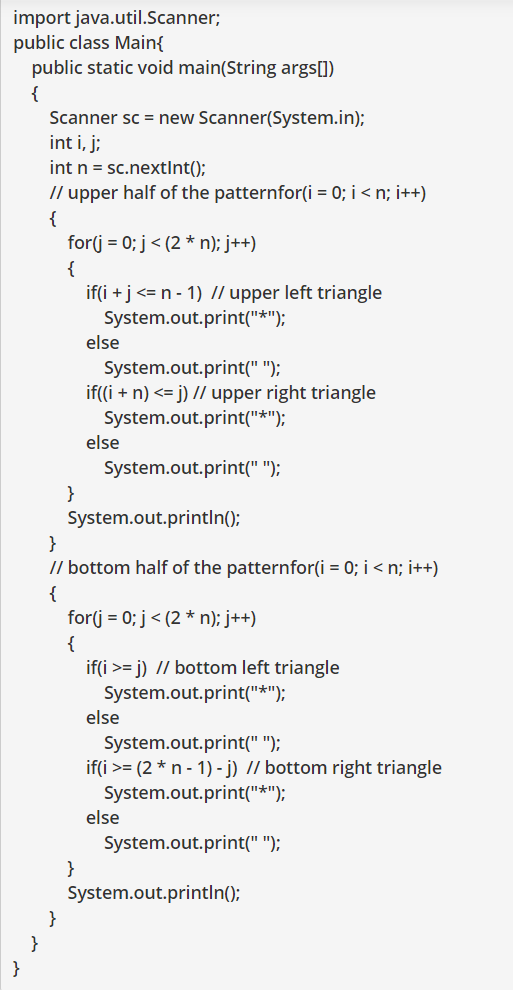 import java.util.Scanner;
public class Main{
   public static void main(String args[])
   {
      Scanner sc = new Scanner(System.in);
      int i, j;
      int n = sc.nextInt();
      // upper half of the patternfor(i = 0; i < n; i++)
      {
         for(j = 0; j < (2 * n); j++)
         {
            if(i + j <= n - 1)  // upper left triangle
               System.out.print("*");
            else
               System.out.print(" ");
            if((i + n) <= j) // upper right triangle
               System.out.print("*");
            else
               System.out.print(" ");
         }
         System.out.println();
      }
      // bottom half of the patternfor(i = 0; i < n; i++)
      {
         for(j = 0; j < (2 * n); j++)
         {
            if(i >= j)  // bottom left triangle
               System.out.print("*");
            else
               System.out.print(" ");
            if(i >= (2 * n - 1) - j)  // bottom right triangle
               System.out.print("*");
            else
               System.out.print(" ");
         }
         System.out.println();
      }
   }
}